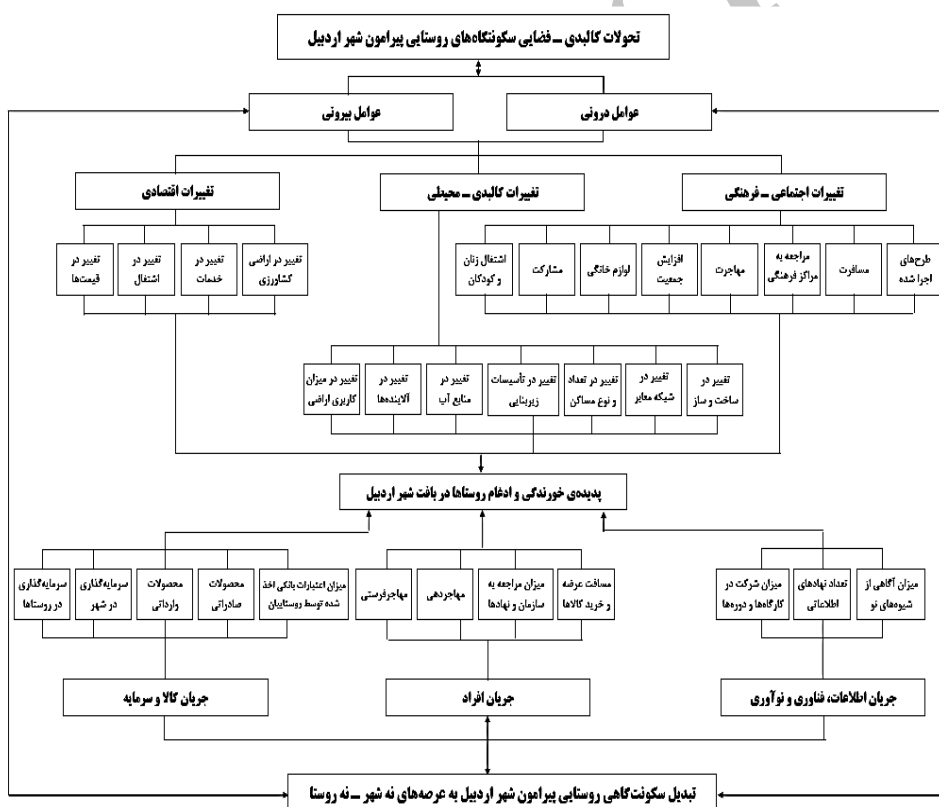 تحولات کالبدی – فضایی سکونتگاه‌های روستایی پیرامون شهر اردبیل
عوامل درونی
عوامل بیرونی
تغییرات اجتماعی – فرهنگی
تغییرات کالبدی – محیطی
تغییرات اقتصادی
طرح‌های
اجرا شده
مسافرت
مراجعه به
مراکز فرهنگی
مهاجرت
افزایش
جمعیت
لوازم خانگی
مشارکت
اشتغال زنان
و کودکان
تغییر در اراضی
کشاورزی
تغییر در
خدمات
تغییر در
اشتغال
تغییر در
قیمت‌ها
تغییر در
ساخت و ساز
تغییر در
شبکه معابر
تغییر در تعداد
و نوع مساکن
تغییر در تأسیسات
زیربنایی
تغییر در
منابع آب
تغییر در
آلاینده‌ها
تغییر در میزان
کاربری اراضی
پدیده‌ی خورندگی و ادغام روستاها در بافت شهر اردبیل
میزان آگاهی از
شیوه‌های نو
تعداد نهادهای
اطلاعاتی
میزان شرکت در
کارگاه‌ها و دوره‌ها
مسافت عرضه
و خرید کالاها
میزان مراجعه به
سازمان و نهادها
مهاجردهی
مهاجرفرستی
میزان اعتبارات بانکی اخذ
شده توسط روستاییان
محصولات
صادراتی
محصولات
وارداتی
سرمایه‌گذاری
در شهر
سرمایه‌گذاری
در روستاها
جریان اطلاعات، فناوری و نوآوری
جریان افراد
جریان کالا و سرمایه
تبدیل سکونت‌گاهی روستایی پیرامون شهر اردبیل به عرصه‌های نه شهر – نه روستا